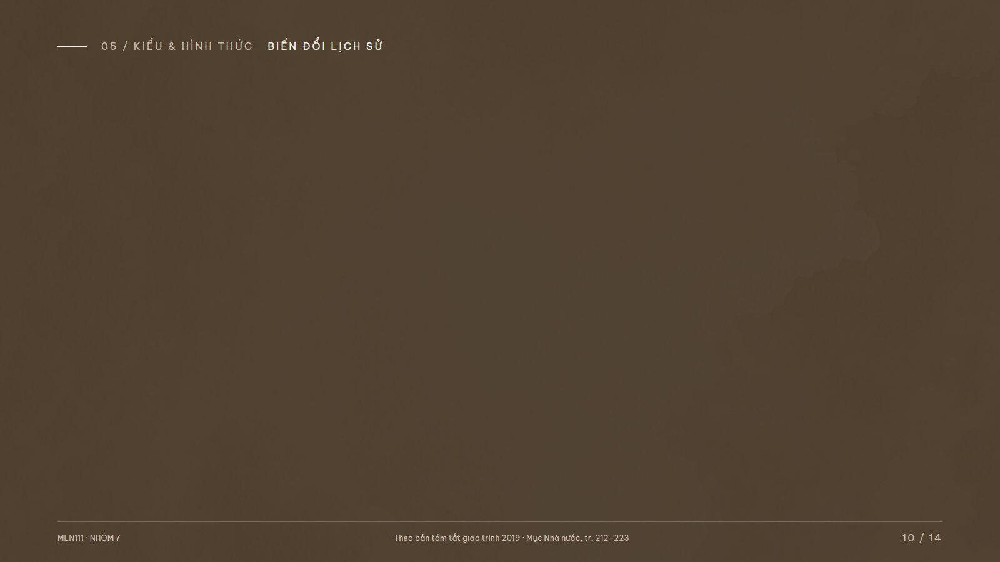 05 / KIỂU & HÌNH THỨC BIẾN ĐỔI LỊCH SỬ
MLN111 · NHÓM 7
Theo bản tóm tắt giáo trình 2019 · Mục Nhà nước, tr. 212–223
10 / 14